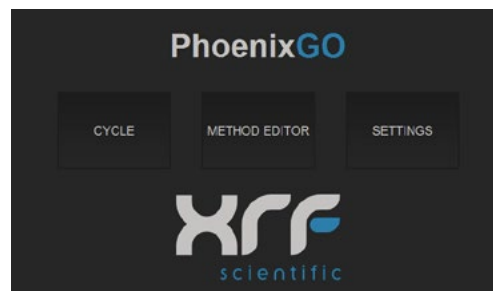 PhoenixGO
CYCLE
METHOD EDITOR
SETTINGS
xrf
scientific